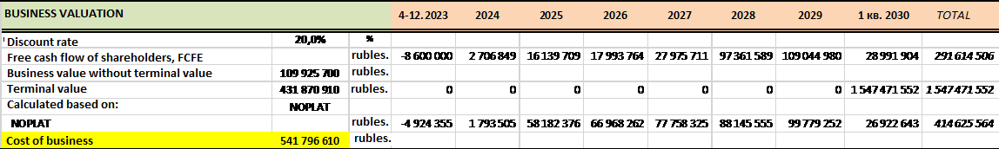 BUSINESS VALUATION 4-12. 2023 2024 2025 2026 2027 2028 2029 1 кв. 2030 TOTAL
Discount rate 20,0% %
Free cash flow of shareholders, FCFE rubles. -8 600 000 2 706 849 16 139 709 17 993 764 27 975 711 97 361 589 109 044 980 28 991 904 291 614 506
Business value without terminal value 109 925 700 rubles.
Terminal value 431 870 910 rubles. 0 0 0 0 0 0 0 1 547 471 552 1 547 471 552
Calculated based on: NOPLAT
NOPLAT rubles. -4 924 355 1 793 505 58 182 376 66 968 262 77 758 325 88 145 555 99 779 252 26 922 643 414 625 564
Cost of business 541 796 610 rubles.